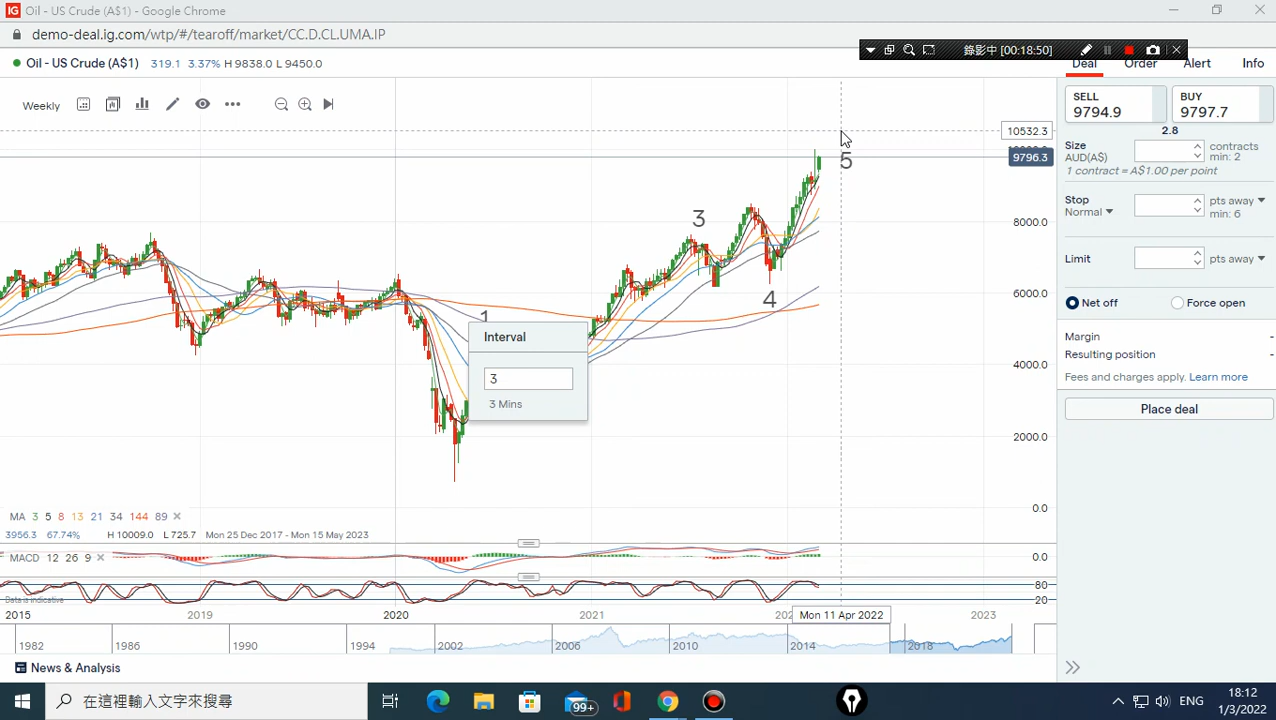 IG Oil - US Crude (A$1) - Google Chrome
demo-deal.ig.com/wtp/#/tearoff/market/CC.D.CL.UMA.IP
錄影中 [00:18:50]
Oil - US Crude (A$1) 319.1 3.37% H 9838.0 L 9450.0
Deal Order Alert Info
Weekly
SELL
9794.9
BUY
9797.7
2.8
Size
AUD(A$)
contracts
min: 2
1 contract = A$1.00 per point
Stop
Normal
pts away
min: 6
Limit
pts away
Net off
Force open
Margin -
Resulting position -
Fees and charges apply. Learn more
Place deal
10532.3
9796.3
8000.0
6000.0
4000.0
2000.0
0.0
5
3
4
1
Interval
3
3 Mins
MA 3 5 8 13 21 34 144 89
3956.3 67.74% H 10009.0 L 725.7 Mon 25 Dec 2017 - Mon 15 May 2023
MACD 12 26 9
0.0
80
20
Data is indicative
2015 2019 2020 2021 Mon 11 Apr 2022 2023
1982 1986 1990 1994 2002 2006 2010 2014 2018
News & Analysis
在這裡輸入文字來搜尋
99+
ENG
18:12
1/3/2022